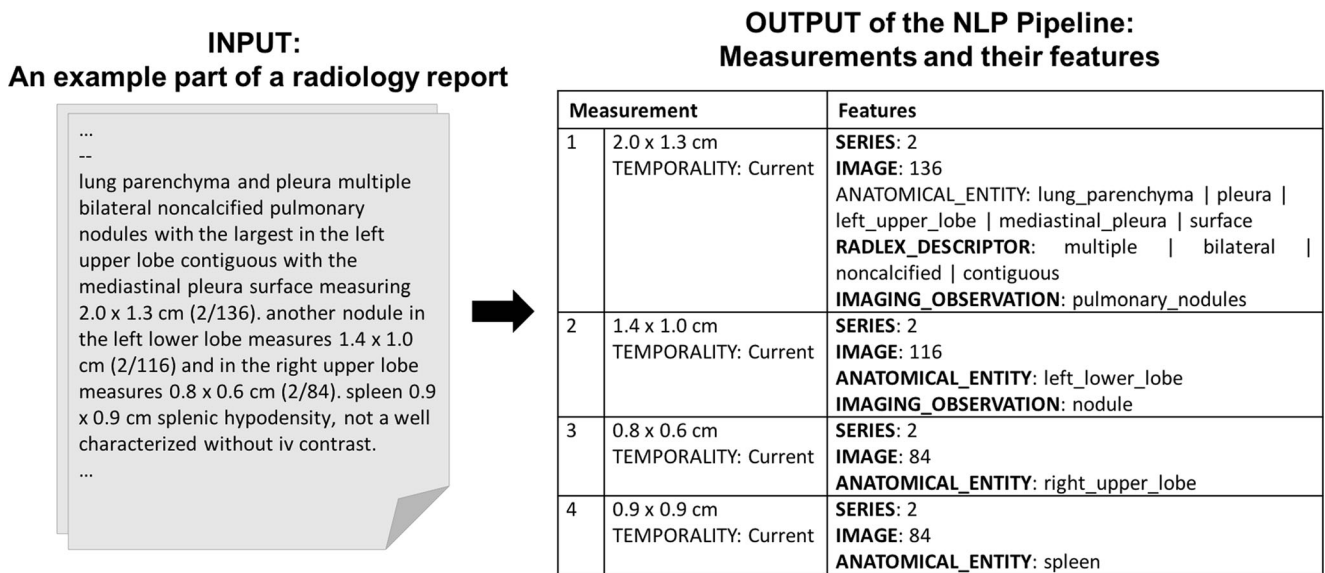 INPUT:
An example part of a radiology report
...
--
lung parenchyma and pleura multiple
bilateral noncalcified pulmonary
nodules with the largest in the left
upper lobe contiguous with the
mediastinal pleura surface measuring
2.0 x 1.3 cm (2/136). another nodule in
the left lower lobe measures 1.4 x 1.0
cm (2/116) and in the right upper lobe
measures 0.8 x 0.6 cm (2/84). spleen 0.9
x 0.9 cm splenic hypodensity, not a well
characterized without iv contrast.
...
OUTPUT of the NLP Pipeline:
Measurements and their features
Measurement
Features
1
2.0 x 1.3 cm
TEMPORALITY: Current
SERIES: 2
IMAGE: 136
ANATOMICAL_ENTITY: lung_parenchyma | pleura |
left_upper_lobe | mediastinal_pleura | surface
RADLEX_DESCRIPTOR: multiple | bilateral |
noncalcified | contiguous
IMAGING_OBSERVATION: pulmonary_nodules
2
1.4 x 1.0 cm
TEMPORALITY: Current
SERIES: 2
IMAGE: 116
ANATOMICAL_ENTITY: left_lower_lobe
IMAGING_OBSERVATION: nodule
3
0.8 x 0.6 cm
TEMPORALITY: Current
SERIES: 2
IMAGE: 84
ANATOMICAL_ENTITY: right_upper_lobe
4
0.9 x 0.9 cm
TEMPORALITY: Current
SERIES: 2
IMAGE: 84
ANATOMICAL_ENTITY: spleen